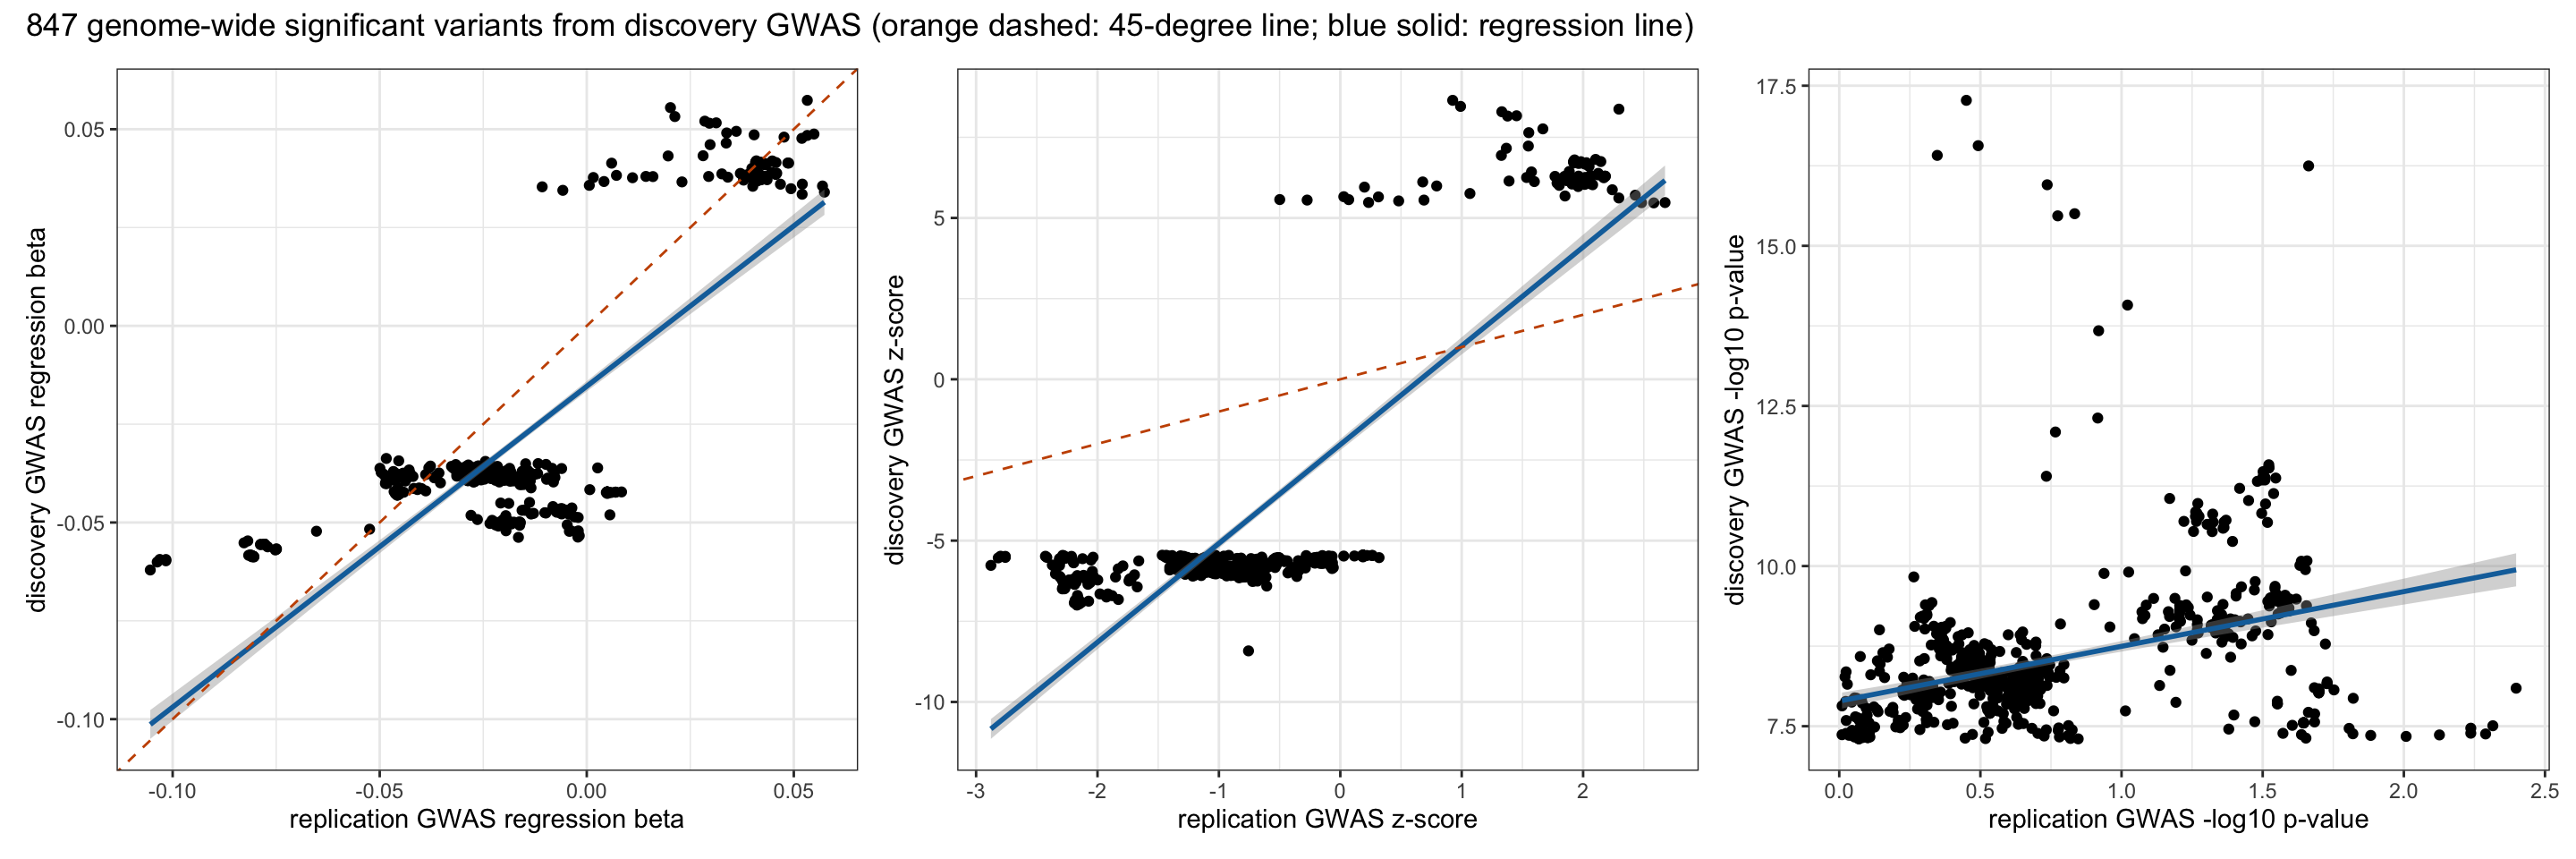 847 genome-wide significant variants from discovery GWAS (orange dashed: 45-degree line; blue solid: regression line)
discovery GWAS regression beta
0.05
0.00
-0.05
-0.10
-0.10 -0.05 0.00 0.05
replication GWAS regression beta
discovery GWAS z-score
5
0
-5
-10
-3 -2 -1 0 1 2
replication GWAS z-score
discovery GWAS -log10 p-value
17.5
15.0
12.5
10.0
7.5
0.0 0.5 1.0 1.5 2.0 2.5
replication GWAS -log10 p-value